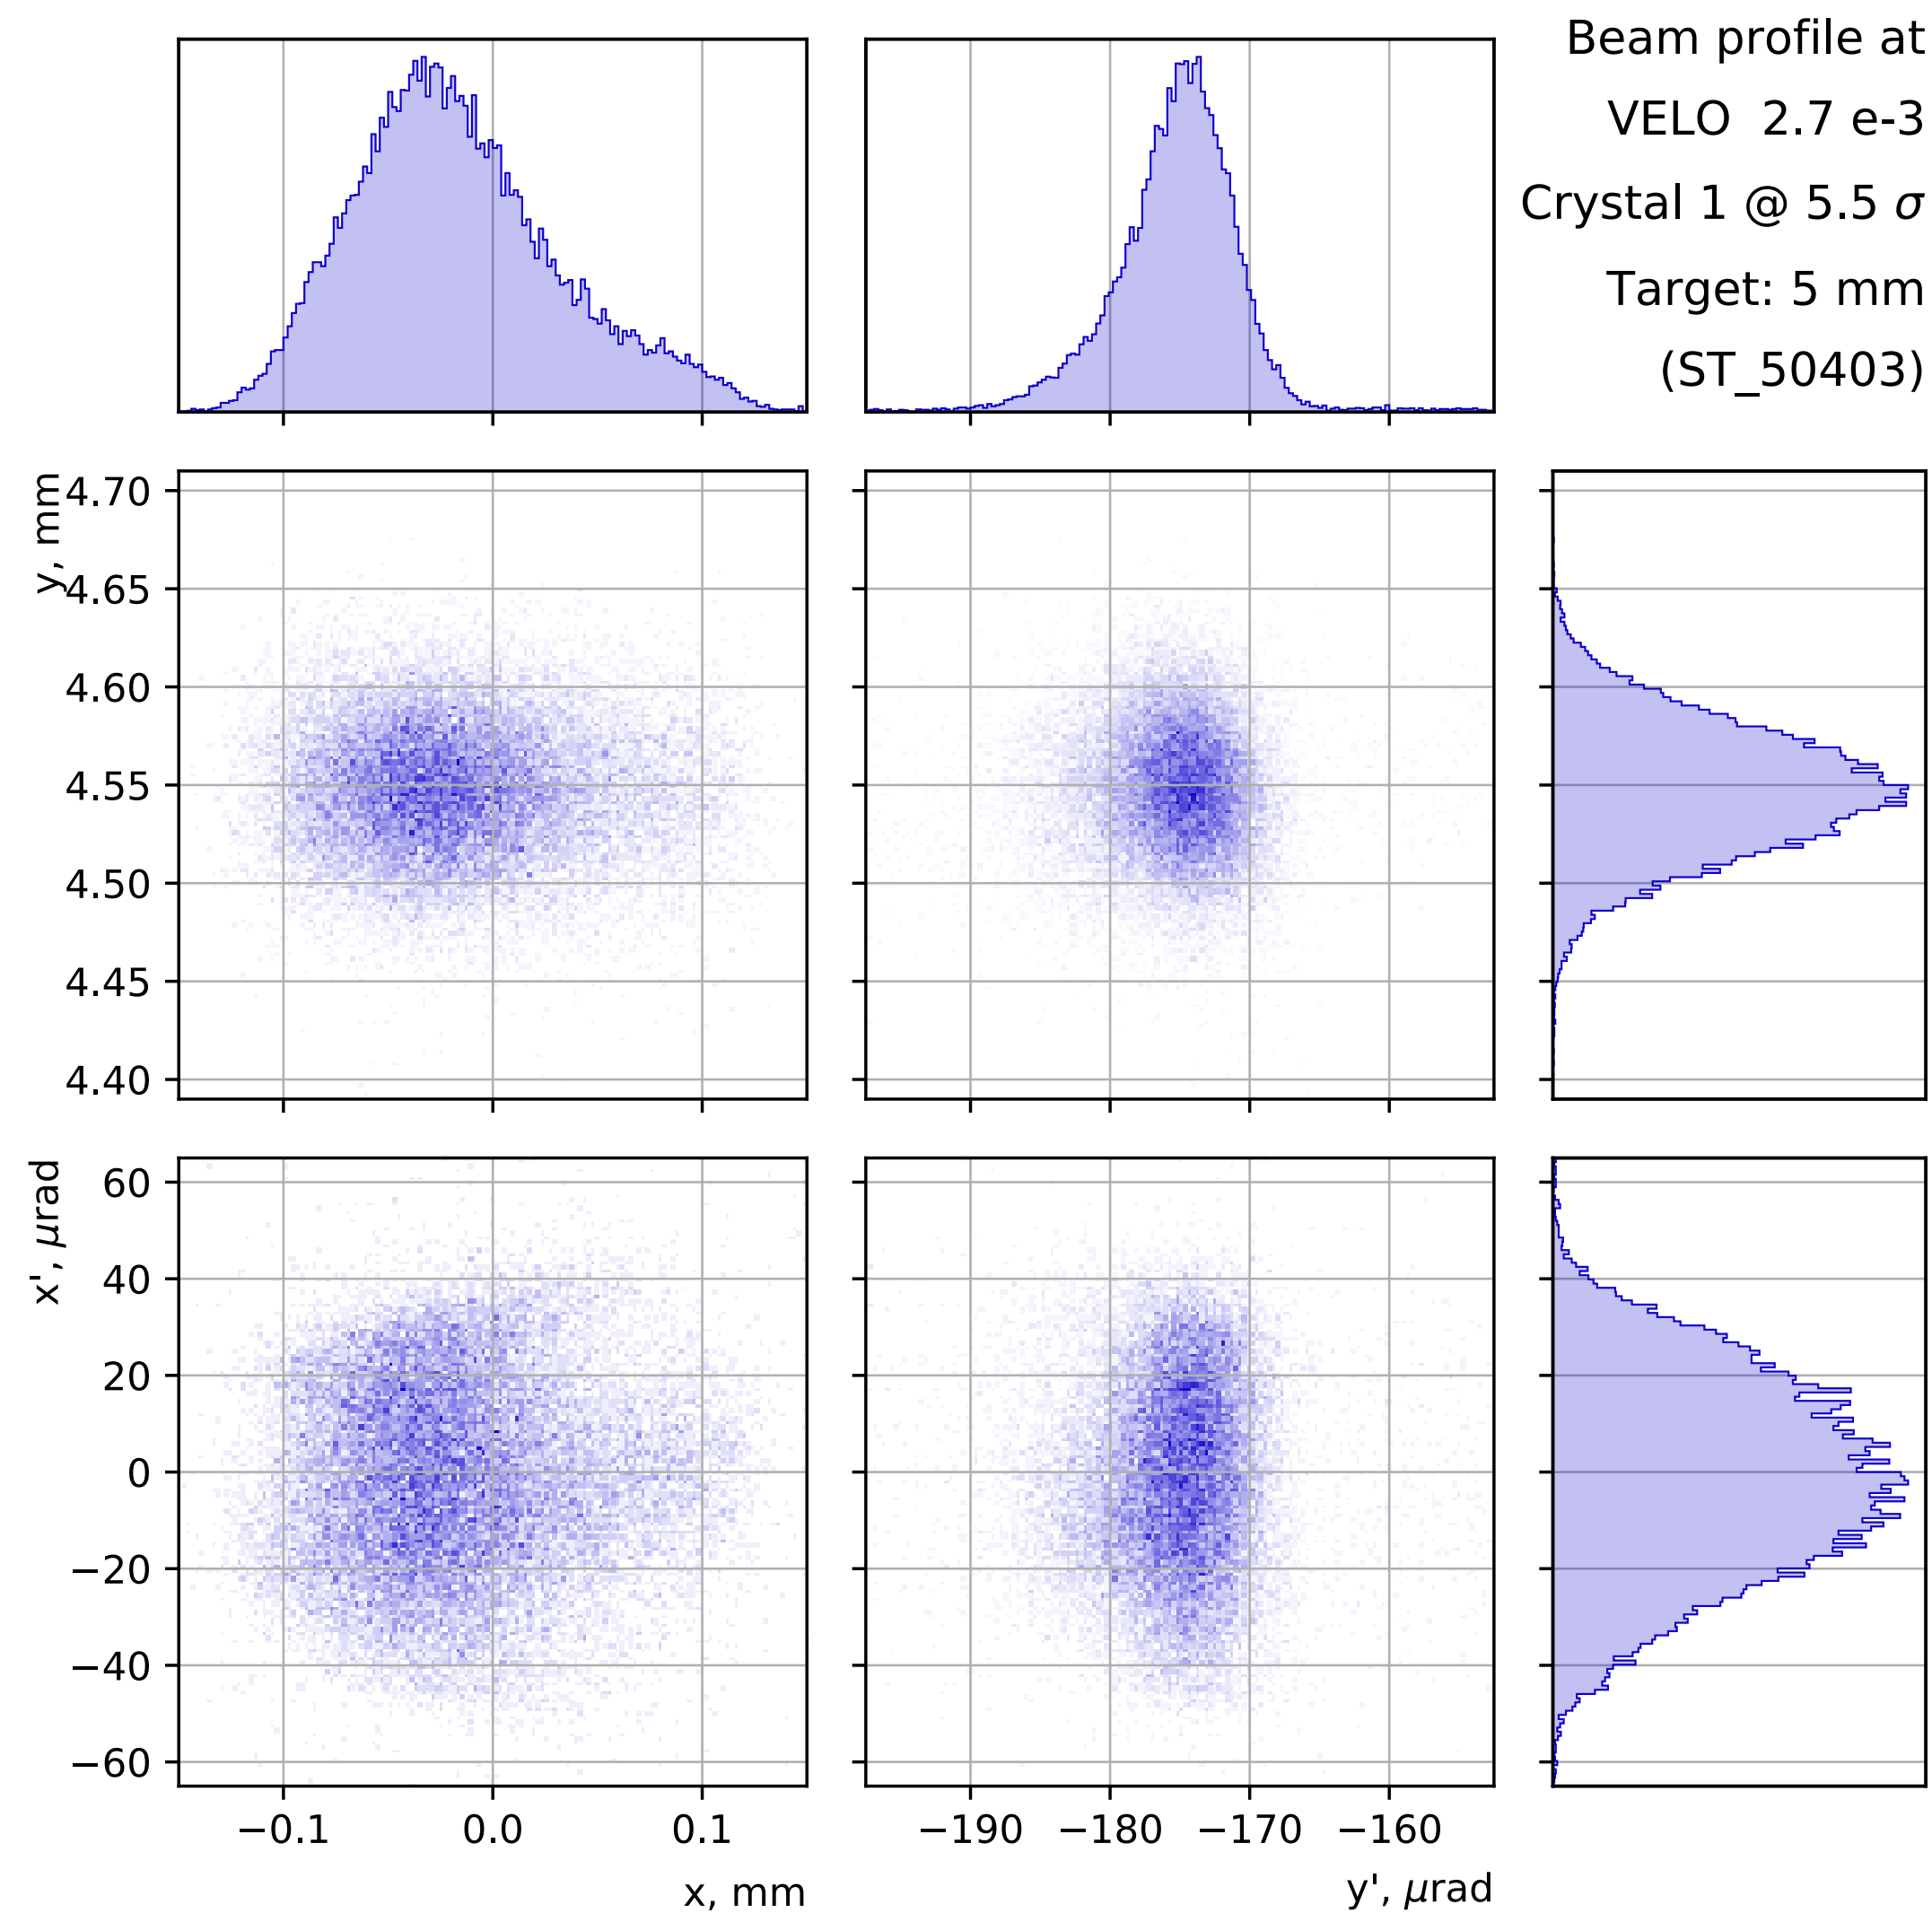 Beam profile at
VELO  2.7 e-3
Crystal 1 @ 5.5 σ
Target: 5 mm
(ST_50403)
y, mm
4.70
4.65
4.60
4.55
4.50
4.45
4.40
x', μrad
60
40
20
0
−20
−40
−60
−0.1 0.0 0.1
x, mm
−190 −180 −170 −160
y', μrad